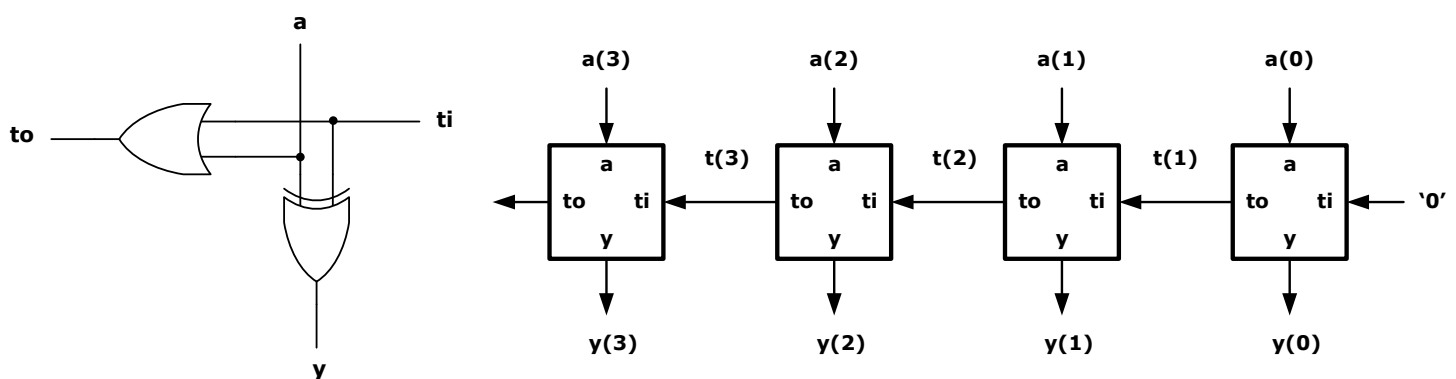 a
to
ti
y
a(3) a(2) a(1) a(0)
t(3) t(2) t(1)
a a a a
to ti to ti to ti to ti ‘0’
y y y y
y(3) y(2) y(1) y(0)